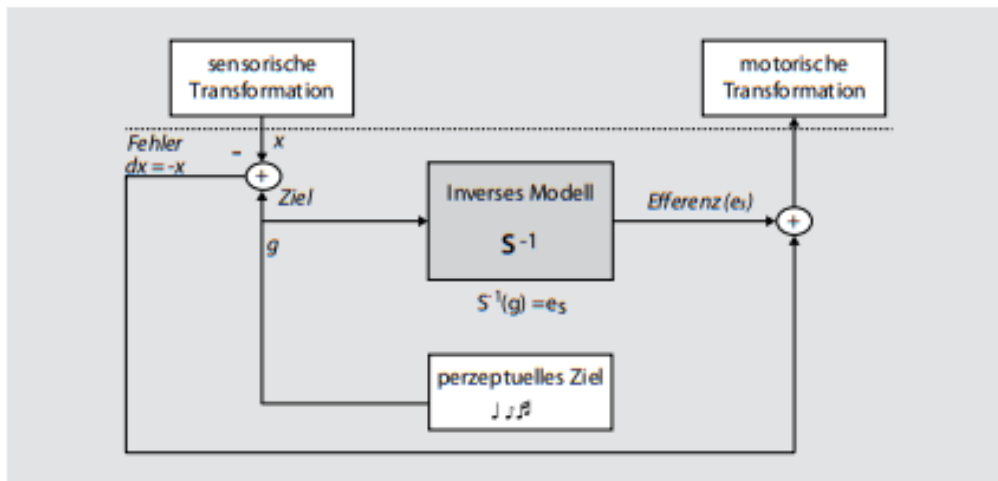 sensorische
Transformation
motorische
Transformation
Fehler
dx = -x
-
x
+
Ziel
g
Inverses Modell
S⁻¹
Efferenz (eₛ)
+
S⁻¹(g) = eₛ
perzeptuelles Ziel
♩ ♪ ♬